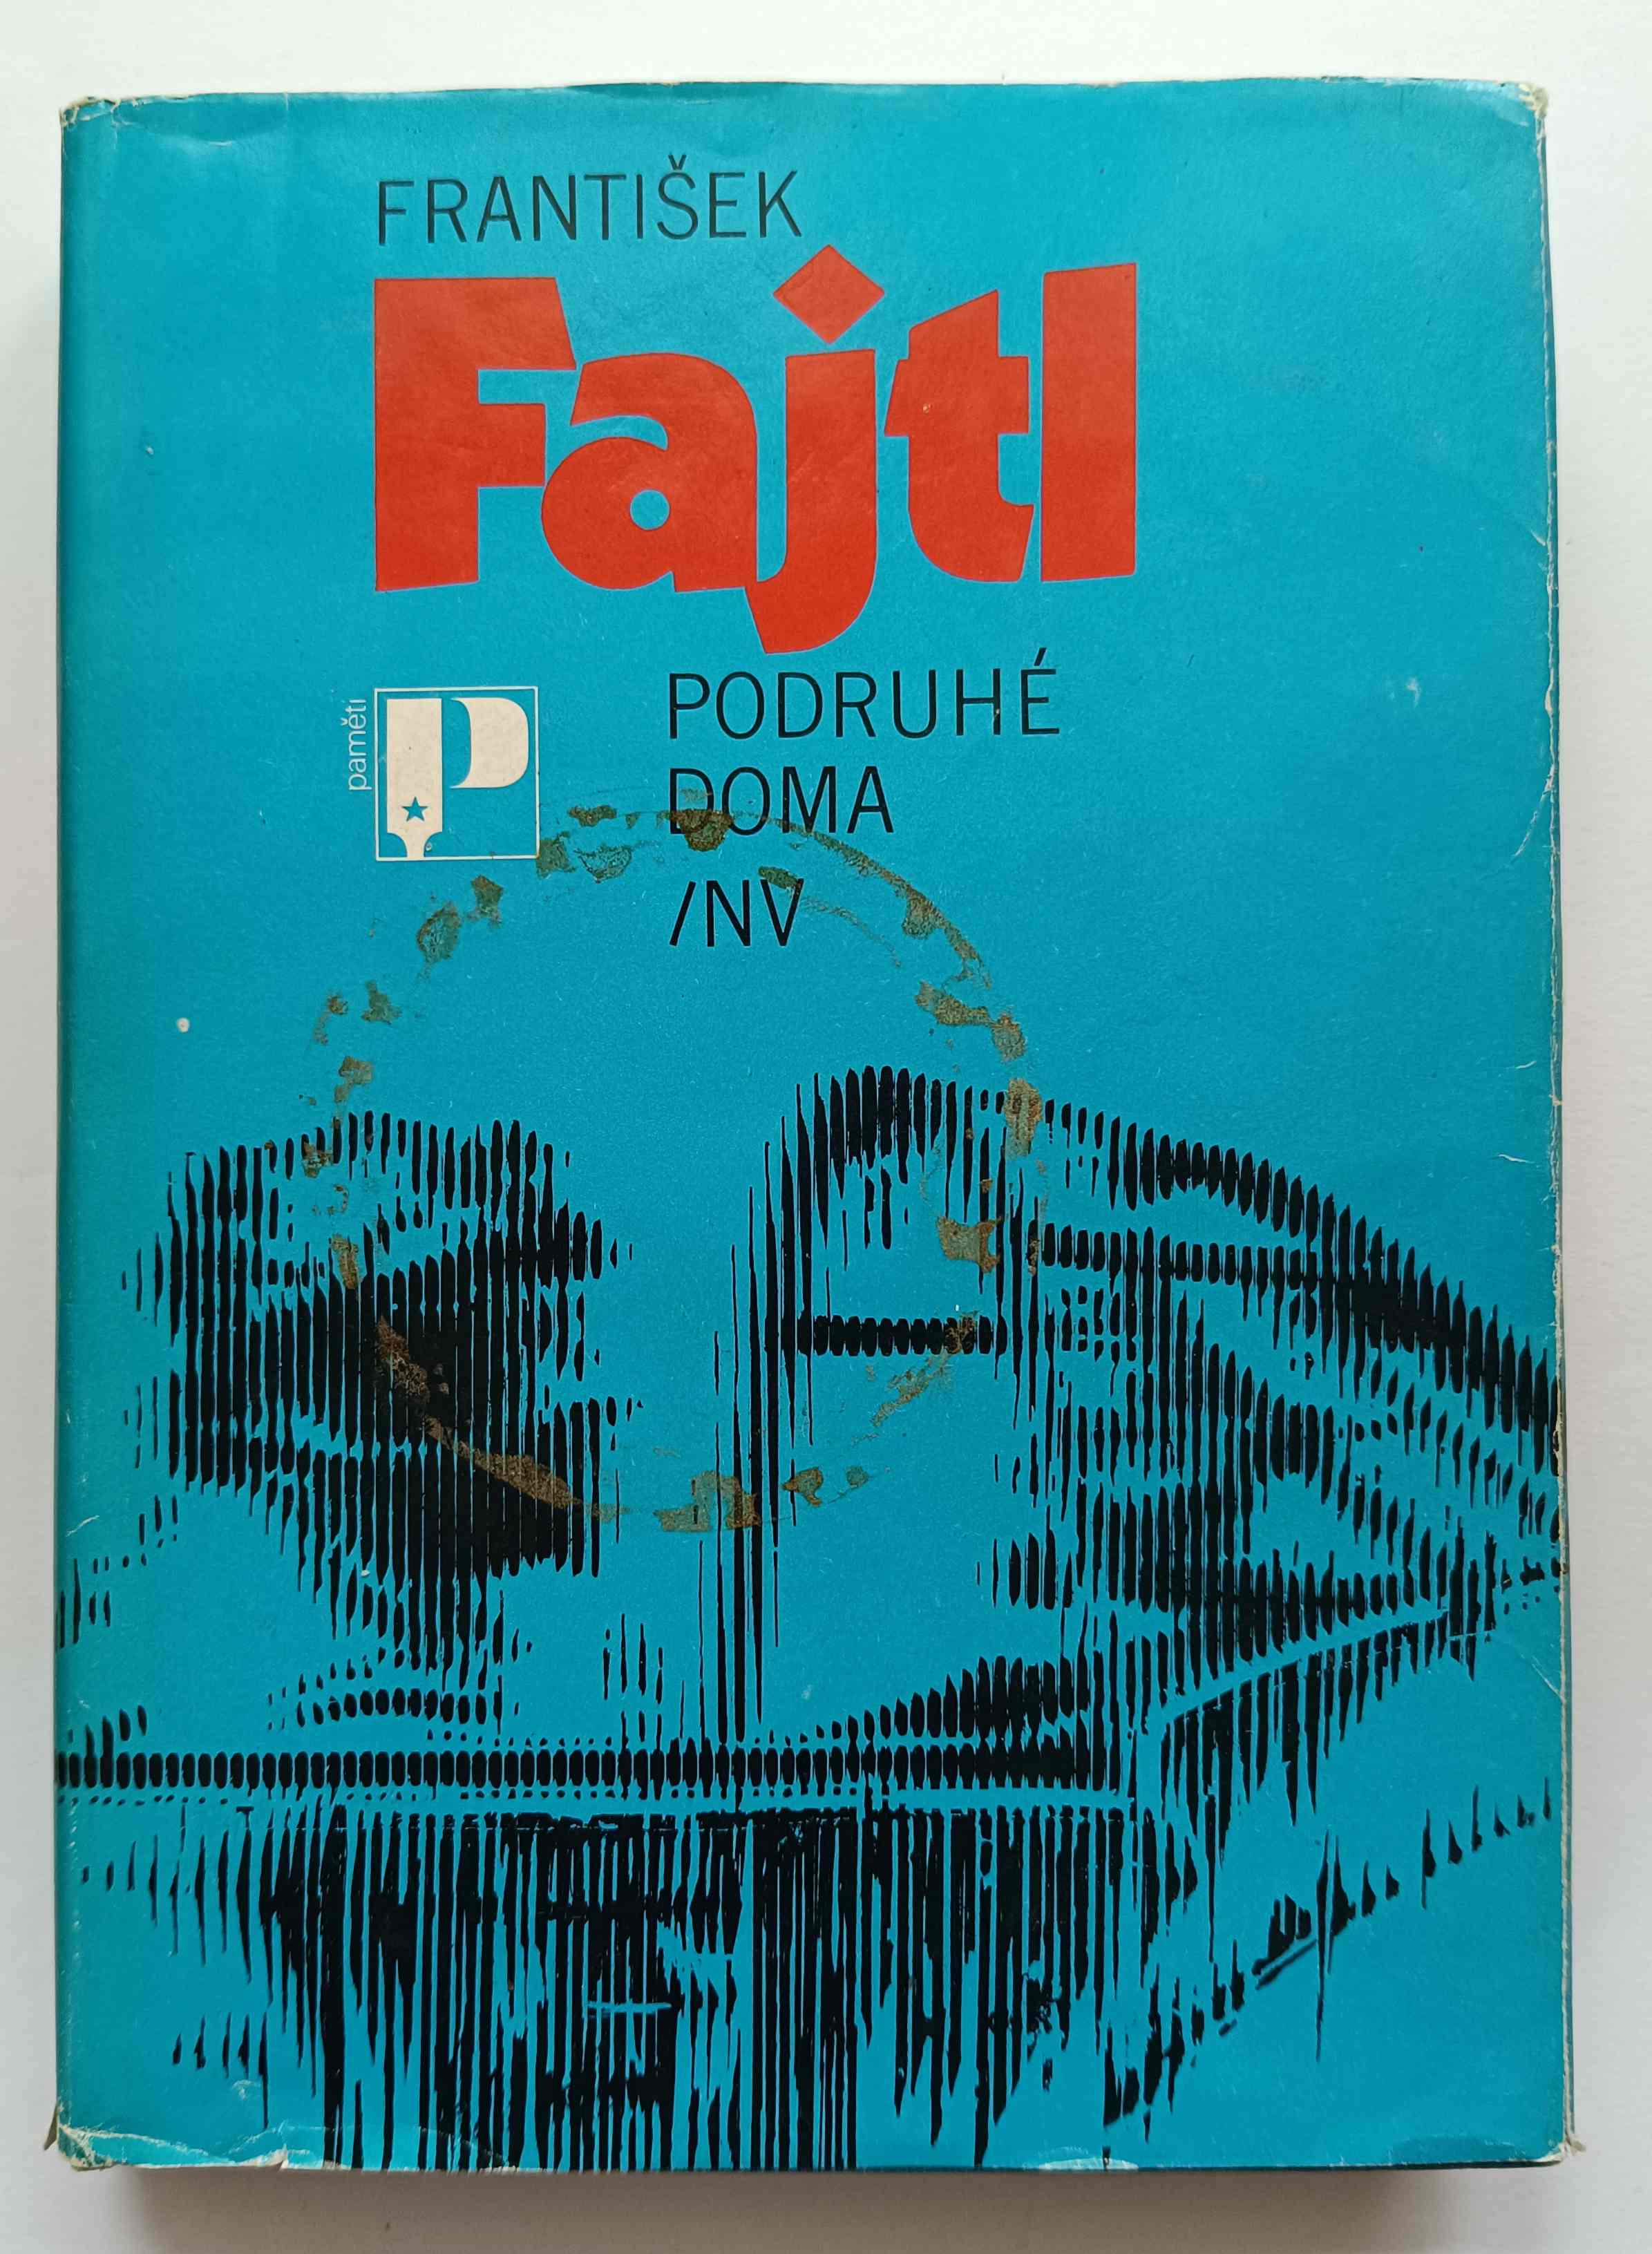 FRANTIŠEK
Fajtl
paměti
P
PODRUHÉ
DOMA
/NV